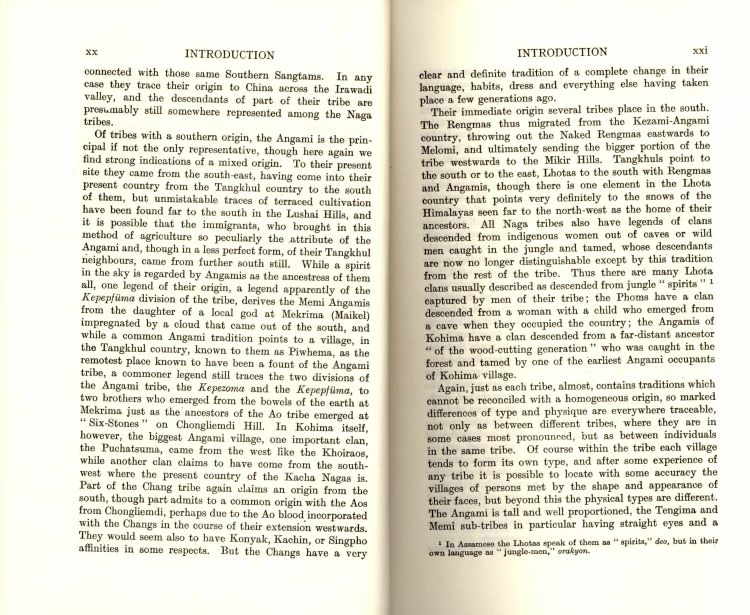 xx INTRODUCTION
connected with those same Southern Sangtams. In any
case they trace their origin to China across the Irawadi
valley, and the descendants of part of their tribe are
presumably still somewhere represented among the Naga
tribes.
Of tribes with a southern origin, the Angami is the prin-
cipal if not the only representative, though here again we
find strong indications of a mixed origin. To their present
site they came from the south-east, having come into their
present country from the Tangkhul country to the south
of them, but unmistakable traces of terraced cultivation
have been found far to the south in the Lushai Hills, and
it is possible that the immigrants, who brought in this
method of agriculture so peculiarly the attribute of the
Angami and, though in a less perfect form, of their Tangkhul
neighbours, came from further south still. While a spirit
in the sky is regarded by Angamis as the ancestress of them
all, one legend of their origin, a legend apparently of the
Kepepfüma division of the tribe, derives the Memi Angamis
from the daughter of a local god at Mekrima (Maikel)
impregnated by a cloud that came out of the south, and
while a common Angami tradition points to a village, in
the Tangkhul country, known to them as Piwhema, as the
remotest place known to have been a fount of the Angami
tribe, a commoner legend still traces the two divisions of
the Angami tribe, the Kepezoma and the Kepepfüma, to
two brothers who emerged from the bowels of the earth at
Mekrima just as the ancestors of the Ao tribe emerged at
" Six-Stones " on Chongliemdi Hill. In Kohima itself,
however, the biggest Angami village, one important clan,
the Puchatsuma, came from the west like the Khoiraos,
while another clan claims to have come from the south-
west where the present country of the Kacha Nagas is.
Part of the Chang tribe again claims an origin from the
south, though part admits to a common origin with the Aos
from Chongliemdi, perhaps due to the Ao blood incorporated
with the Changs in the course of their extension westwards.
They would seem also to have Konyak, Kachin, or Singpho
affinities in some respects. But the Changs have a very
INTRODUCTION xxi
clear and definite tradition of a complete change in their
language, habits, dress and everything else having taken
place a few generations ago.
Their immediate origin several tribes place in the south.
The Rengmas thus migrated from the Kezami-Angami
country, throwing out the Naked Rengmas eastwards to
Melomi, and ultimately sending the bigger portion of the
tribe westwards to the Mikir Hills. Tangkhuls point to
the south or to the east, Lhotas to the south with Rengmas
and Angamis, though there is one element in the Lhota
country that points very definitely to the snows of the
Himalayas seen far to the north-west as the home of their
ancestors. All Naga tribes also have legends of clans
descended from indigenous women out of caves or wild
men caught in the jungle and tamed, whose descendants
are now no longer distinguishable except by this tradition
from the rest of the tribe. Thus there are many Lhota
clans usually described as descended from jungle " spirits " ¹
captured by men of their tribe; the Phoms have a clan
descended from a woman with a child who emerged from
a cave when they occupied the country; the Angamis of
Kohima have a clan descended from a far-distant ancestor
" of the wood-cutting generation " who was caught in the
forest and tamed by one of the earliest Angami occupants
of Kohima village.
Again, just as each tribe, almost, contains traditions which
cannot be reconciled with a homogeneous origin, so marked
differences of type and physique are everywhere traceable,
not only as between different tribes, where they are in
some cases most pronounced, but as between individuals
in the same tribe. Of course within the tribe each village
tends to form its own type, and after some experience of
any tribe it is possible to locate with some accuracy the
villages of persons met by the shape and appearance of
their faces, but beyond this the physical types are different.
The Angami is tall and well proportioned, the Tengima and
Memi sub-tribes in particular having straight eyes and a
¹ In Assamese the Lhotas speak of them as " spirits," deo, but in their
own language as " jungle-men," orakyon.